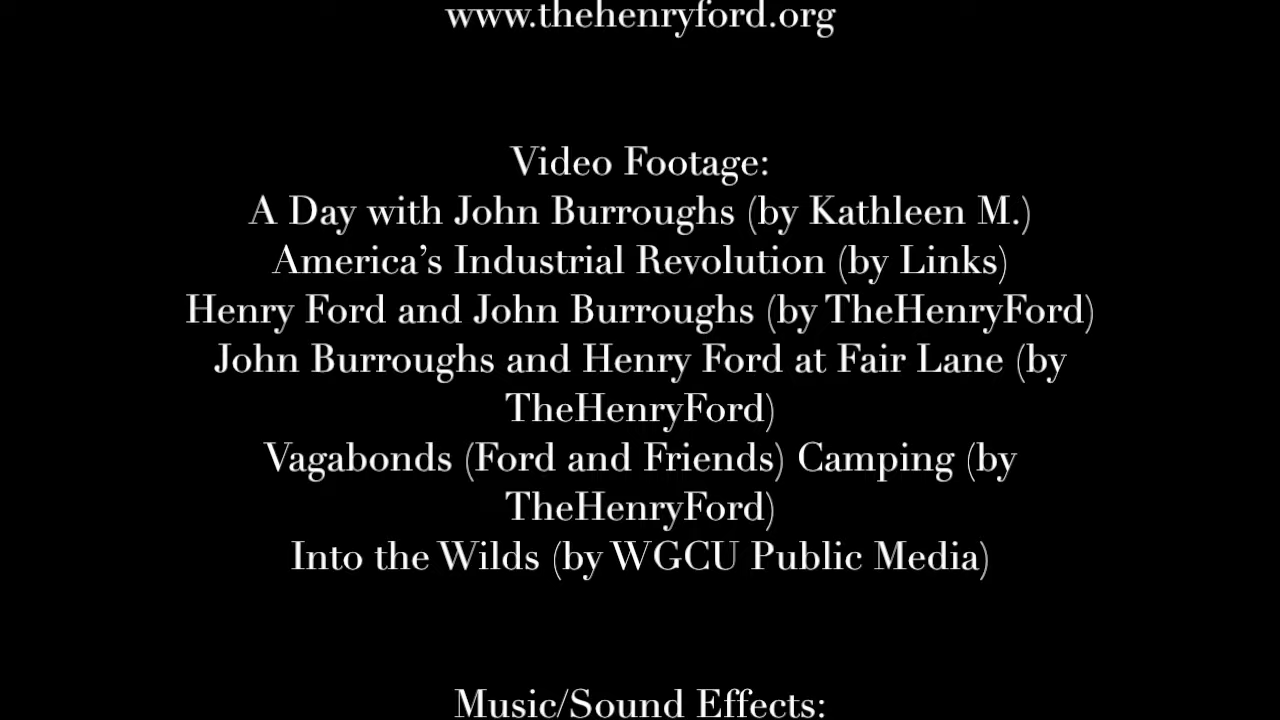 www.thehenryford.org
Video Footage:
A Day with John Burroughs (by Kathleen M.)
America’s Industrial Revolution (by Links)
Henry Ford and John Burroughs (by TheHenryFord)
John Burroughs and Henry Ford at Fair Lane (by
TheHenryFord)
Vagabonds (Ford and Friends) Camping (by
TheHenryFord)
Into the Wilds (by WGCU Public Media)
Music/Sound Effects: